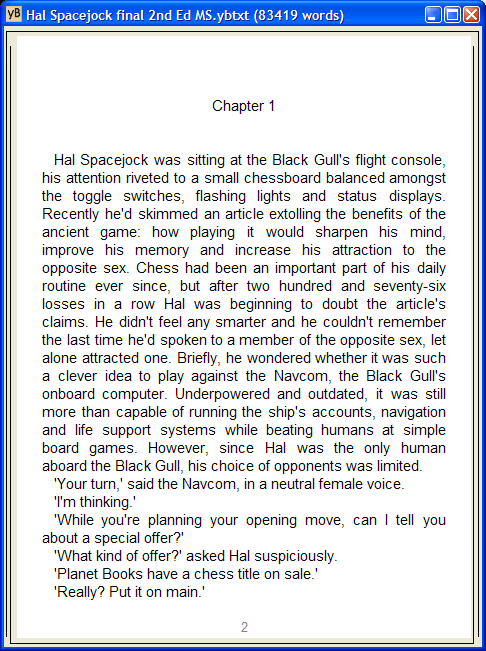 yB Hal Spacejock final 2nd Ed MS.ybtxt (83419 words)
Chapter 1
Hal Spacejock was sitting at the Black Gull's flight console,
his attention riveted to a small chessboard balanced amongst
the toggle switches, flashing lights and status displays.
Recently he'd skimmed an article extolling the benefits of the
ancient game: how playing it would sharpen his mind,
improve his memory and increase his attraction to the
opposite sex. Chess had been an important part of his daily
routine ever since, but after two hundred and seventy-six
losses in a row Hal was beginning to doubt the article's
claims. He didn't feel any smarter and he couldn't remember
the last time he'd spoken to a member of the opposite sex, let
alone attracted one. Briefly, he wondered whether it was such
a clever idea to play against the Navcom, the Black Gull's
onboard computer. Underpowered and outdated, it was still
more than capable of running the ship's accounts, navigation
and life support systems while beating humans at simple
board games. However, since Hal was the only human
aboard the Black Gull, his choice of opponents was limited.
'Your turn,' said the Navcom, in a neutral female voice.
'I'm thinking.'
'While you're planning your opening move, can I tell you
about a special offer?'
'What kind of offer?' asked Hal suspiciously.
'Planet Books have a chess title on sale.'
'Really? Put it on main.'
2